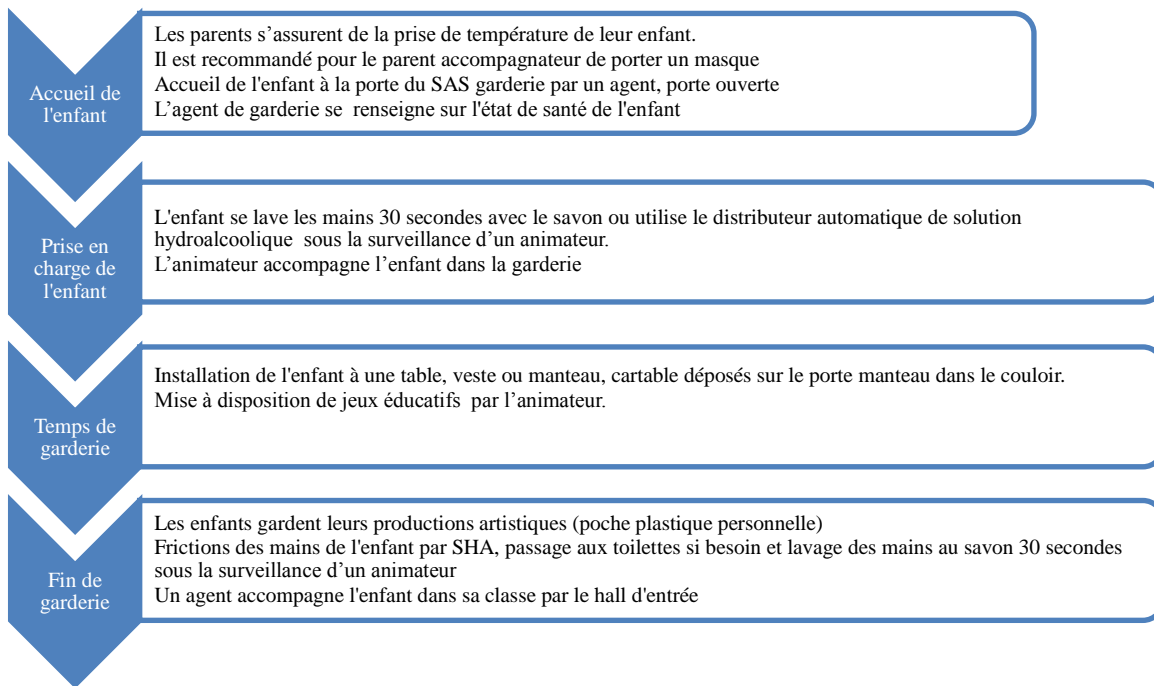 Accueil de
l'enfant
Les parents s’assurent de la prise de température de leur enfant.
Il est recommandé pour le parent accompagnateur de porter un masque
Accueil de l'enfant à la porte du SAS garderie par un agent, porte ouverte
L’agent de garderie se  renseigne sur l'état de santé de l'enfant
Prise en
charge de
l'enfant
L'enfant se lave les mains 30 secondes avec le savon ou utilise le distributeur automatique de solution
hydroalcoolique  sous la surveillance d’un animateur.
L’animateur accompagne l’enfant dans la garderie
Temps de
garderie
Installation de l'enfant à une table, veste ou manteau, cartable déposés sur le porte manteau dans le couloir.
Mise à disposition de jeux éducatifs  par l’animateur.
Fin de
garderie
Les enfants gardent leurs productions artistiques (poche plastique personnelle)
Frictions des mains de l'enfant par SHA, passage aux toilettes si besoin et lavage des mains au savon 30 secondes
sous la surveillance d’un animateur
Un agent accompagne l'enfant dans sa classe par le hall d'entrée